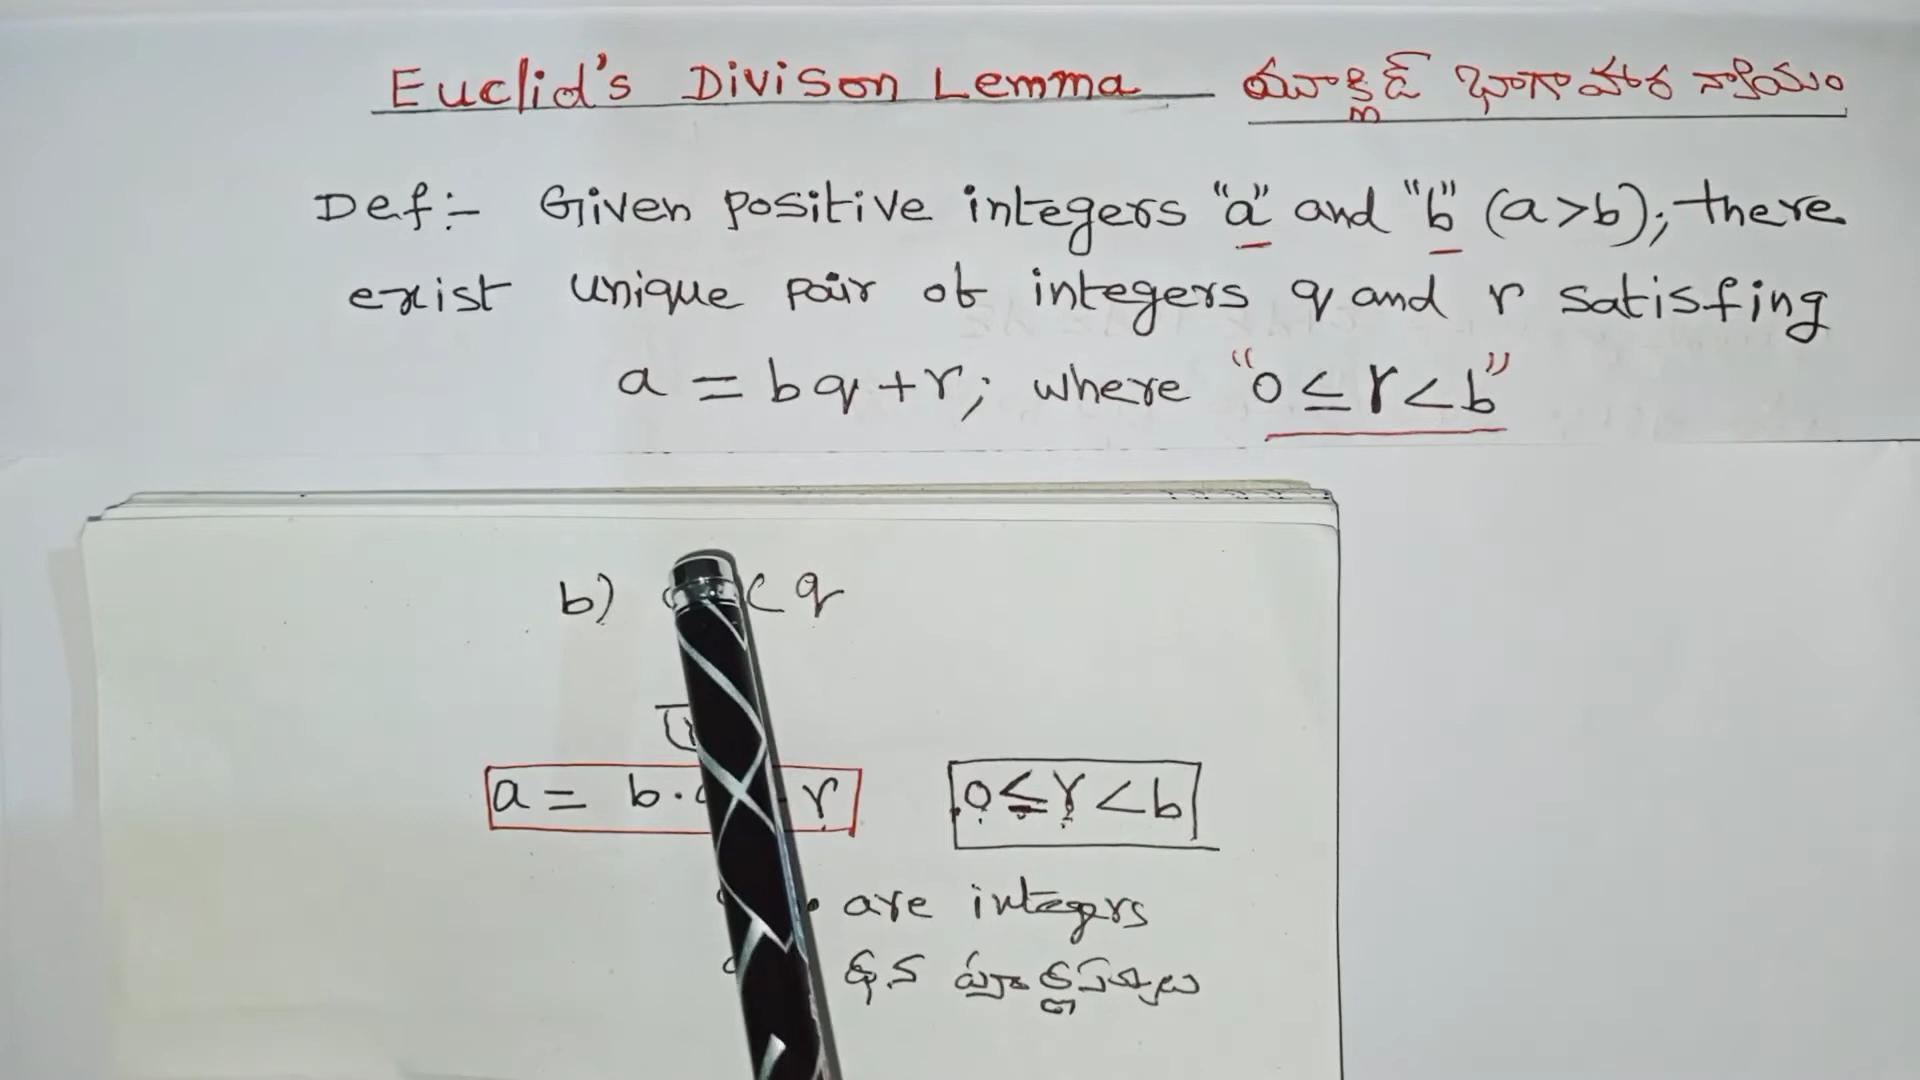 Euclid's Divison Lemma – యూక్లిడ్ భాగాహార న్యాయం
Def:- Given positive integers "a" and "b" (a>b); there
exist unique pair of integers q and r satisfing
a = bq+r; where "0≤r<b"
b) q
a = b. r 0≤r<b
are integers
ధన పూర్ణసంఖ్యలు